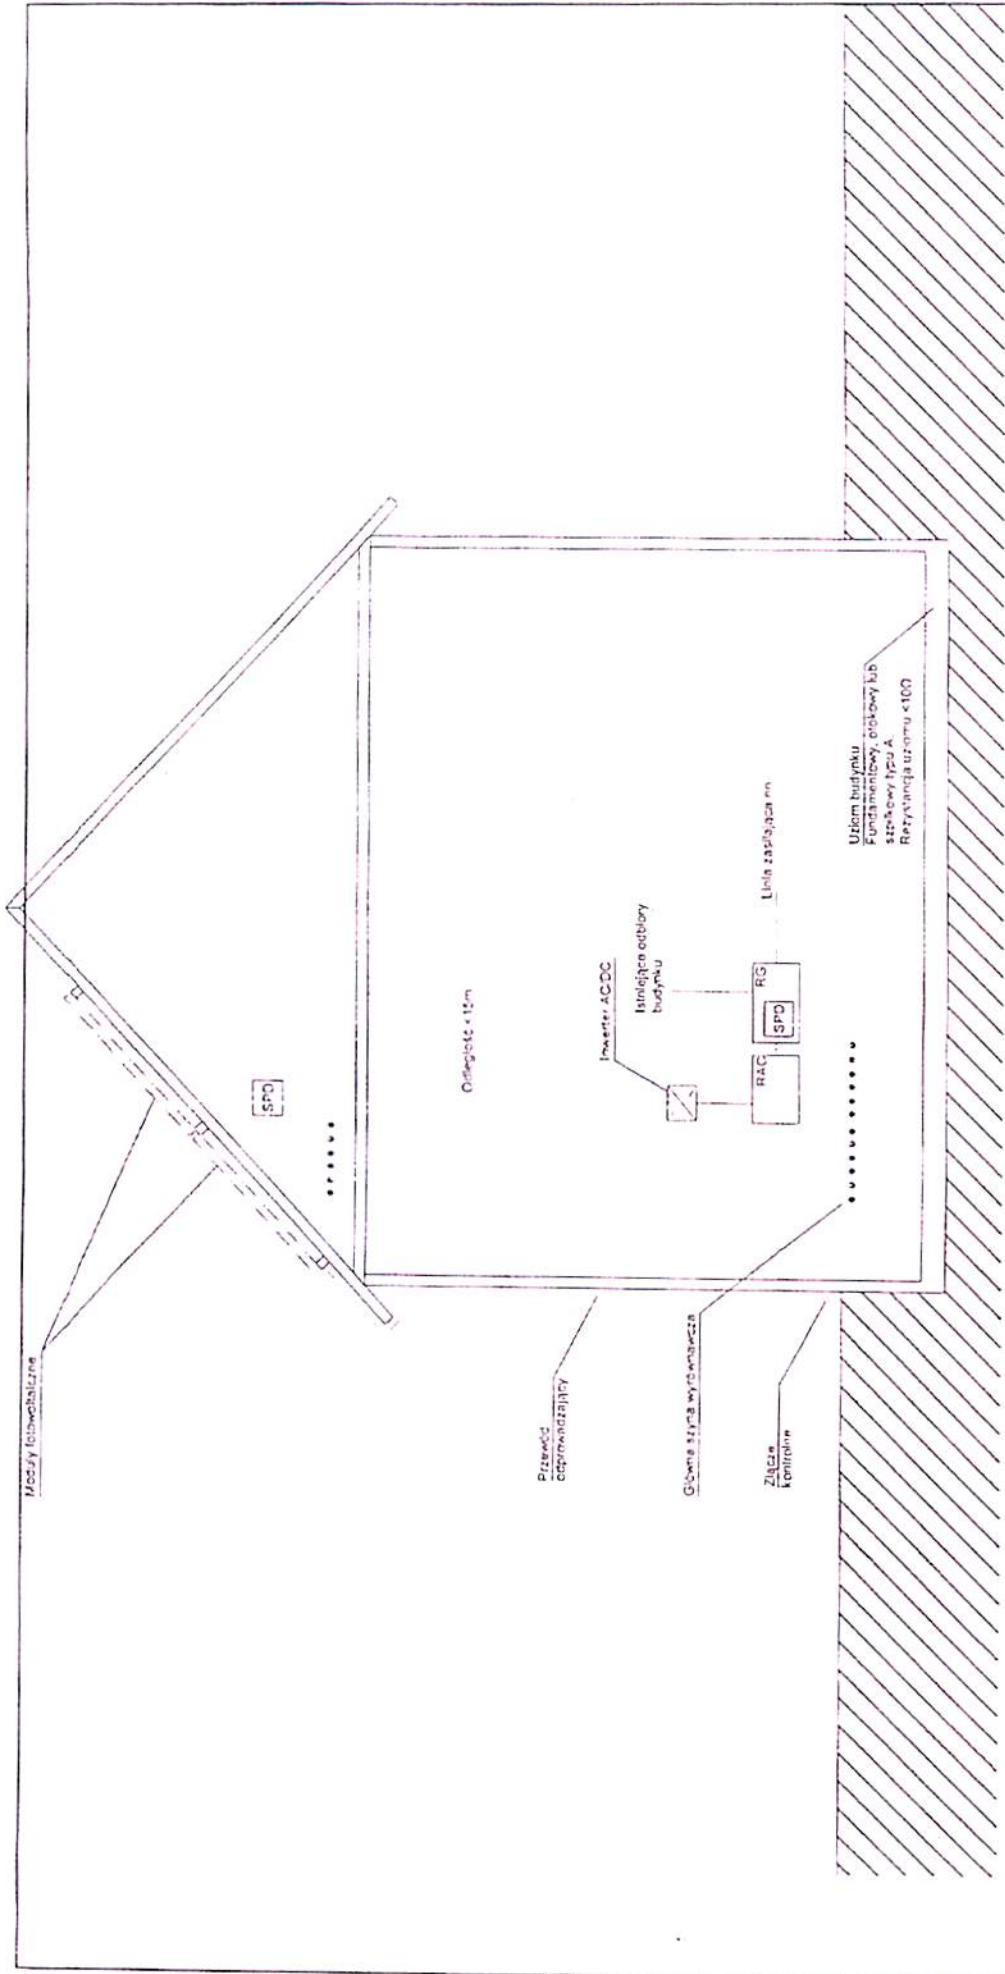 Moduły fotowoltaiczne
SPD
Odległość < 15m
Przewód
odprowadzający
Inwerter AC/DC
Istniejące odbiory
budynku
Główna szyna wyrównawcza
RAC
RG
SPD
Linia zasilająca nn
Złącze
kontrolne
Uziom budynku
Fundamentowy, otokowy lub
szpilkowy typu A.
Rezystancja uziomu <10Ω